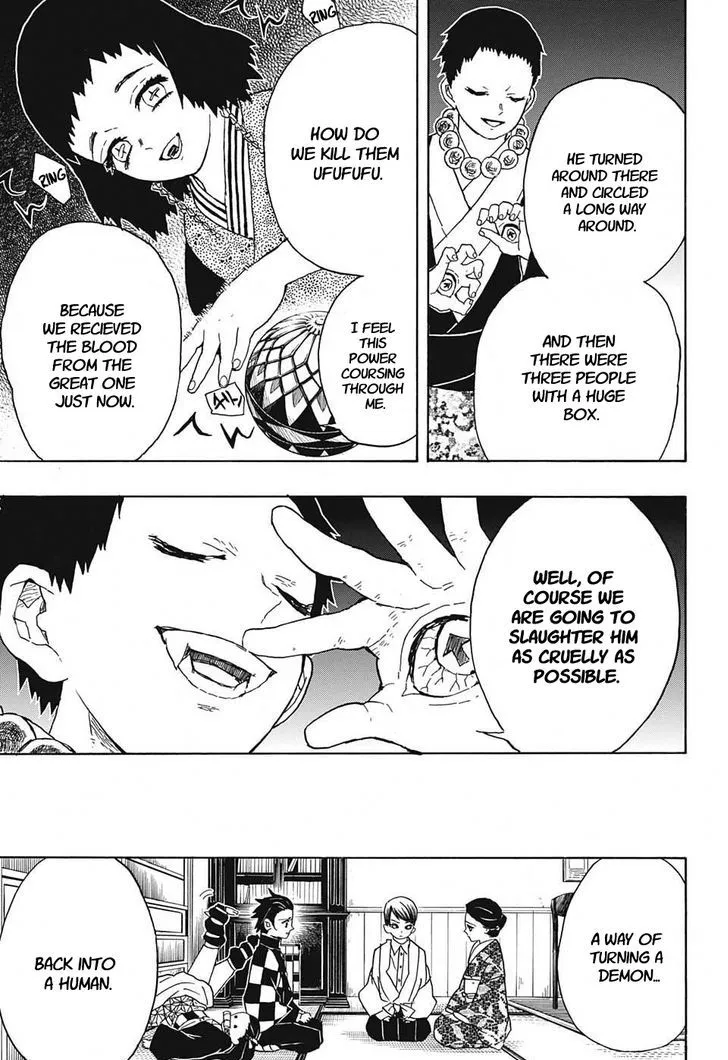 HE TURNED
AROUND THERE
AND CIRCLED
A LONG WAY
AROUND.
AND THEN
THERE WERE
THREE PEOPLE
WITH A HUGE
BOX.
RING
HOW DO
WE KILL THEM
UFUFUFU.
RING
I FEEL
THIS
POWER
COURSING
THROUGH
ME.
BECAUSE
WE RECIEVED
THE BLOOD
FROM THE
GREAT ONE
JUST NOW.
WELL, OF
COURSE WE
ARE GOING TO
SLAUGHTER HIM
AS CRUELLY AS
POSSIBLE.
A WAY OF
TURNING A
DEMON...
BACK INTO
A HUMAN.